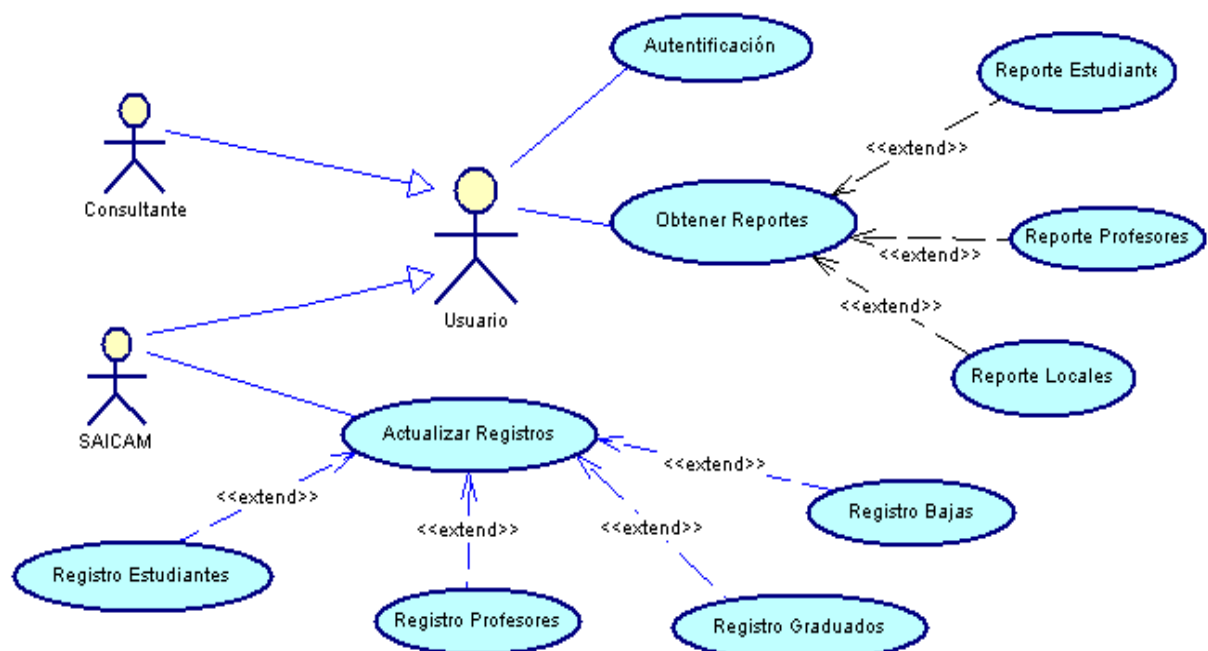 Autentificación
Reporte Estudiante
Consultante
<<extend>>
Obtener Reportes
Reporte Profesores
<<extend>>
Usuario
<<extend>>
Reporte Locales
SAICAM
Actualizar Registros
<<extend>>
<<extend>>
<<extend>>
<<extend>>
Registro Bajas
Registro Estudiantes
Registro Profesores
Registro Graduados